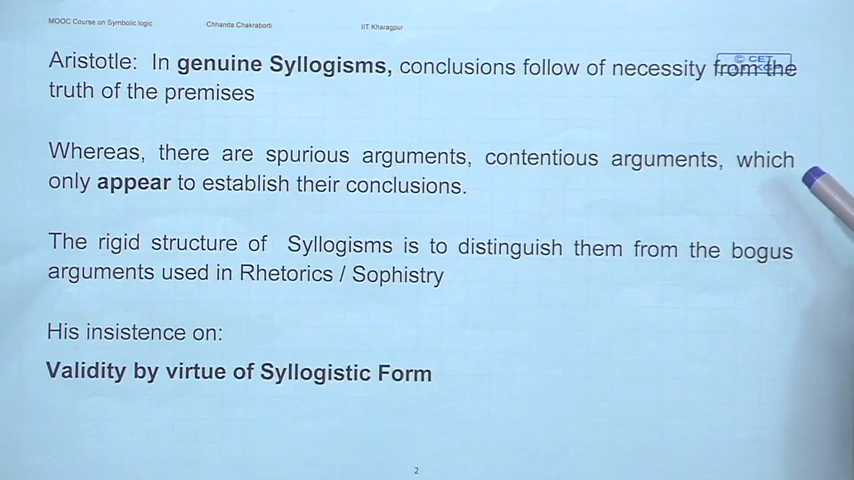 MOOC Course on Symbolic logic Chhanda Chakraborti IIT Kharagpur
Aristotle: In genuine Syllogisms, conclusions follow of necessity from the
© CET
truth of the premises
Whereas, there are spurious arguments, contentious arguments, which
only appear to establish their conclusions.
The rigid structure of Syllogisms is to distinguish them from the bogus
arguments used in Rhetorics / Sophistry
His insistence on:
Validity by virtue of Syllogistic Form
2